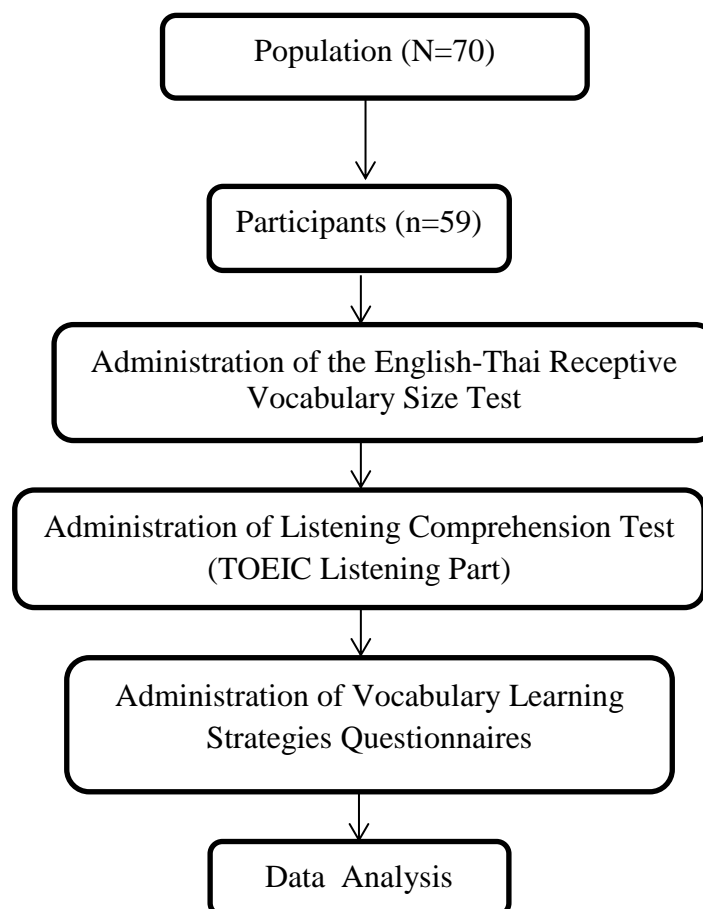 Population (N=70)
Participants (n=59)
Administration of the English-Thai Receptive
Vocabulary Size Test
Administration of Listening Comprehension Test
(TOEIC Listening Part)
Administration of Vocabulary Learning
Strategies Questionnaires
Data Analysis